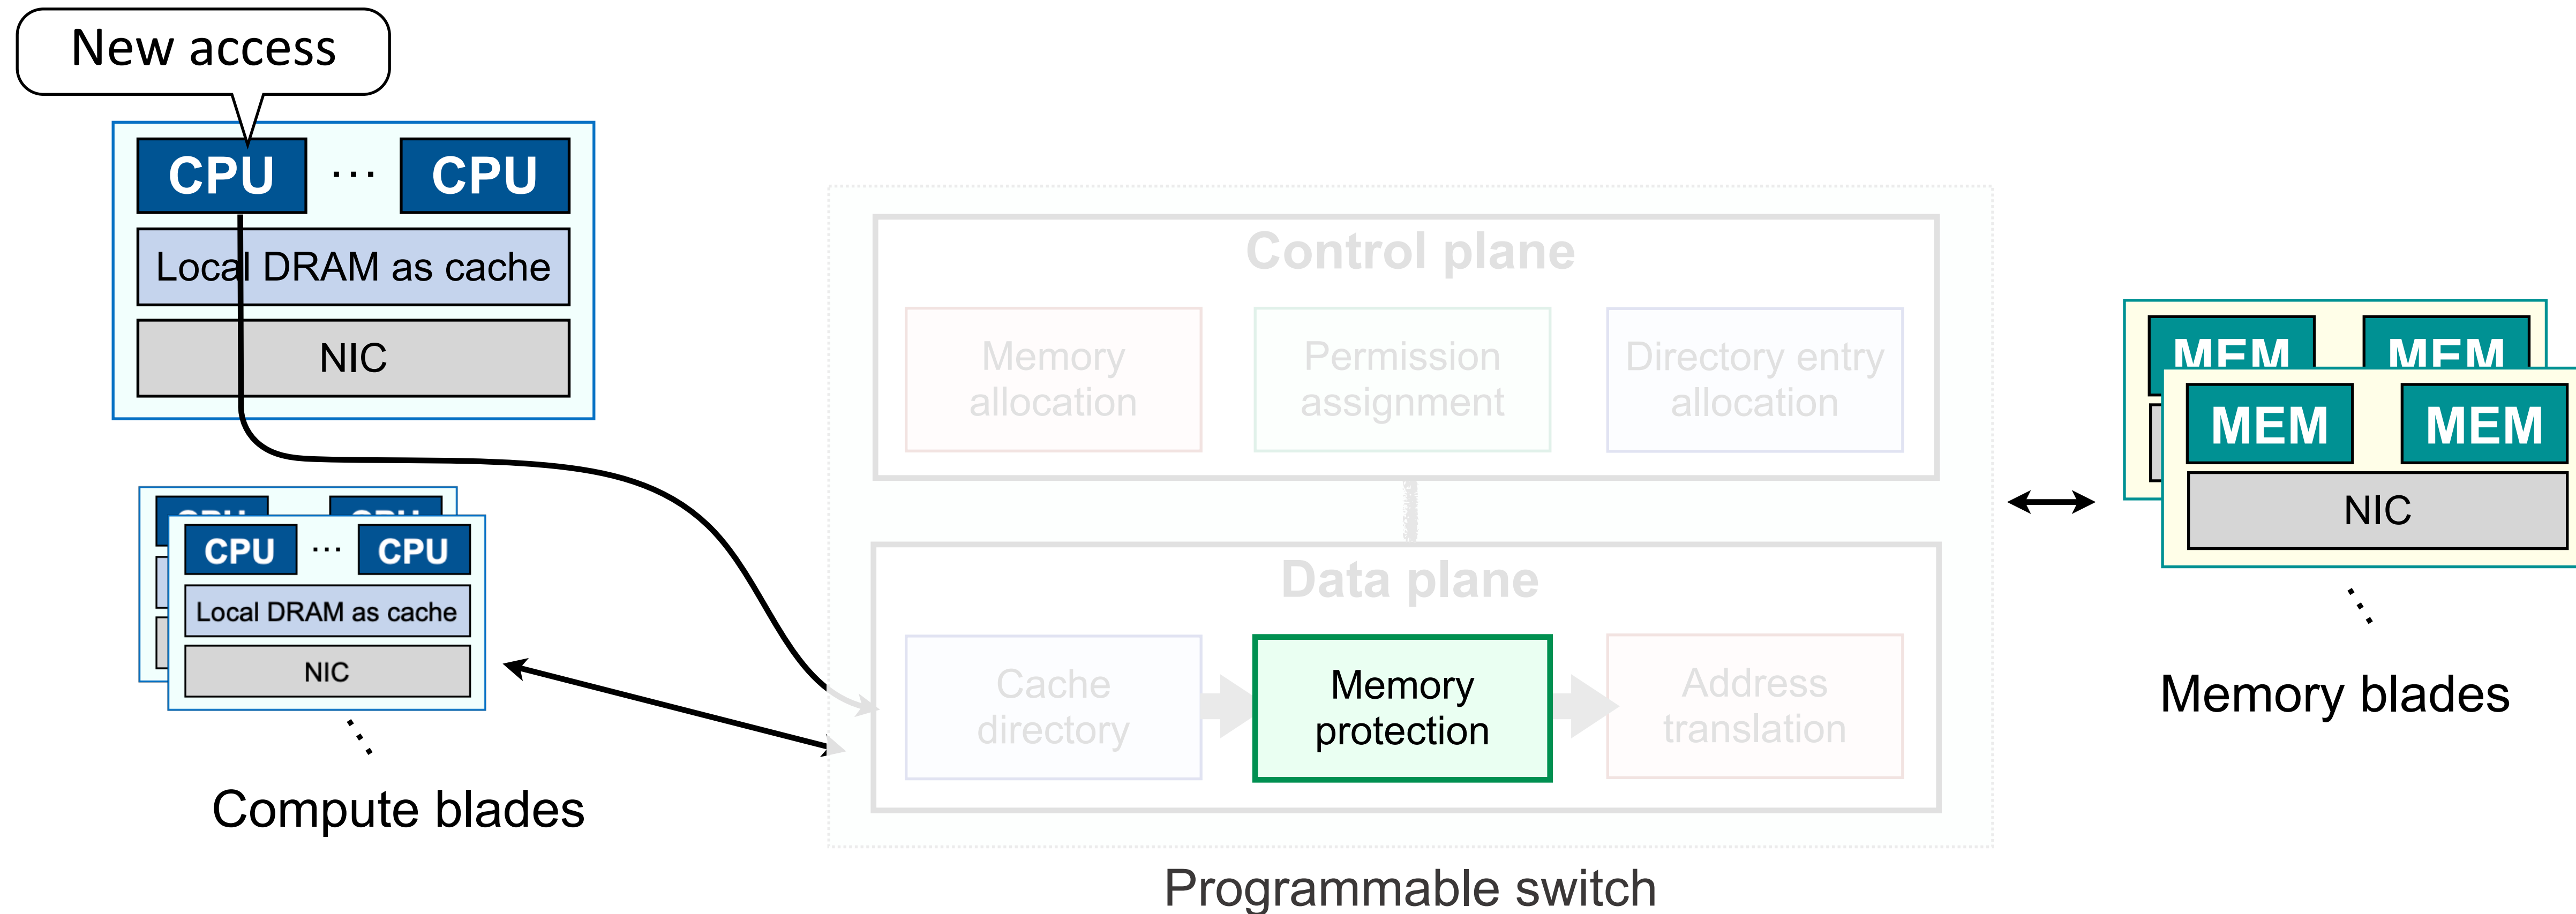 New access
CPU ... CPU
Local DRAM as cache
NIC
CPU CPU
CPU ... CPU
Local DRAM as cache
NIC
Compute blades
Control plane
Memory
allocation
Permission
assignment
Directory entry
allocation
Data plane
Cache
directory
Memory
protection
Address
translation
Programmable switch
MEM MEM
MEM MEM
NIC
Memory blades